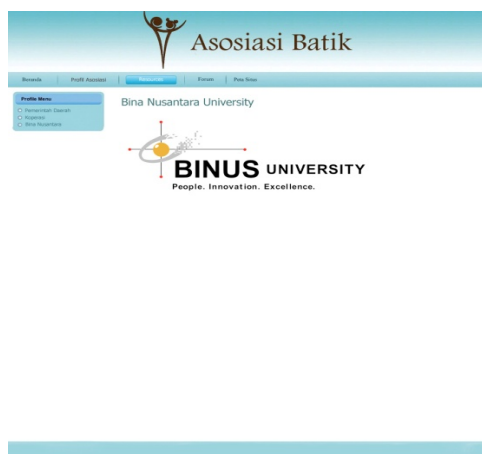 Asosiasi Batik
Beranda
Profil Asosiasi
Forum
Peta Situs
Profile Menu
Pemerintah Daerah
Koperasi
Bina Nusantara
Bina Nusantara University
BINUS UNIVERSITY
People. Innovation. Excellence.